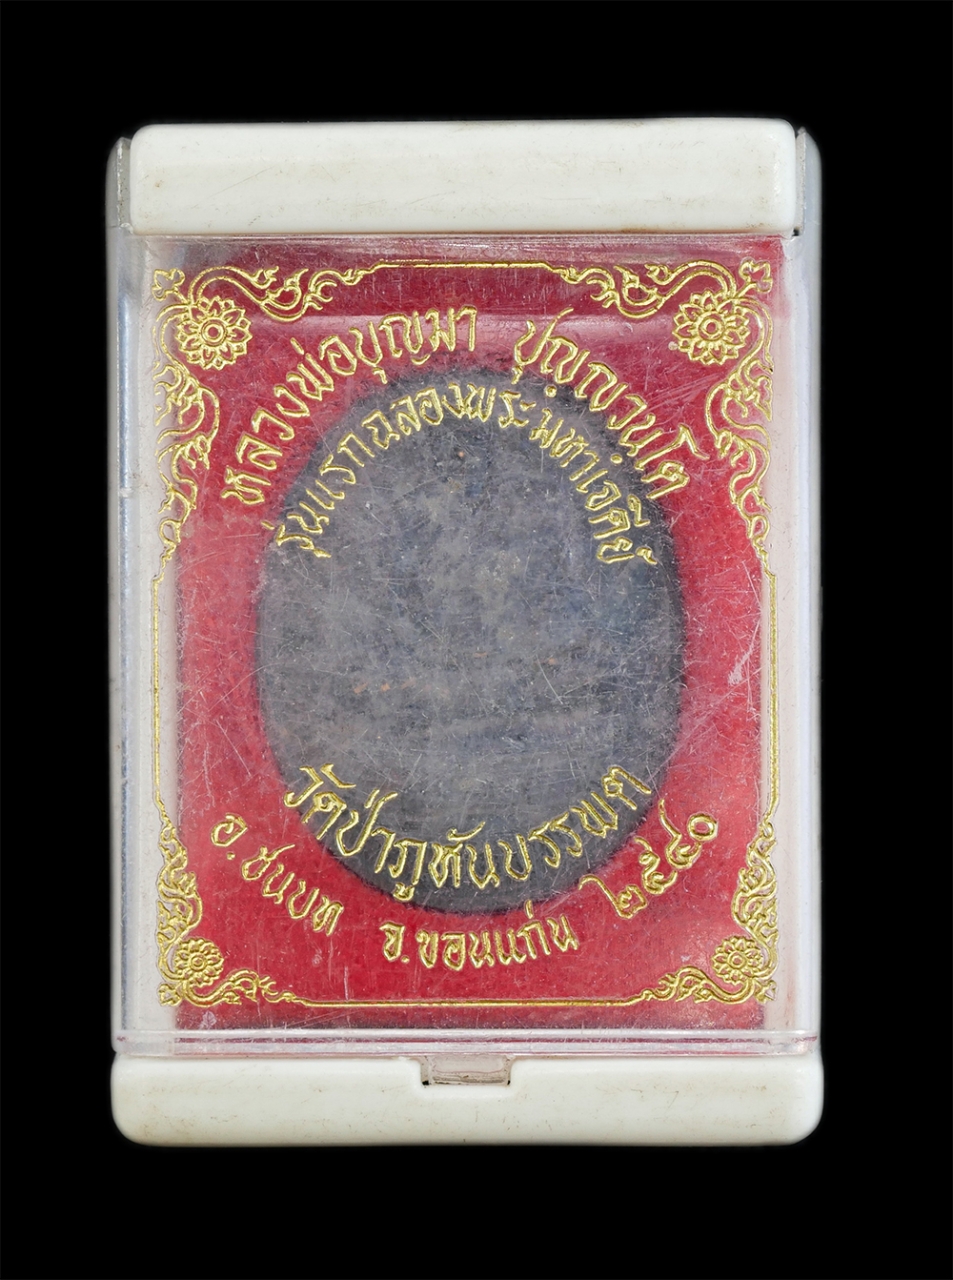 หลวงพ่อบุญมา ปุญฺญวนฺโต
รุ่นแรกฉลองพระมหาเจดีย์
วัดป่าภูหันบรรพต
อ.ชนบท จ.ขอนแก่น ๒๕๔๐